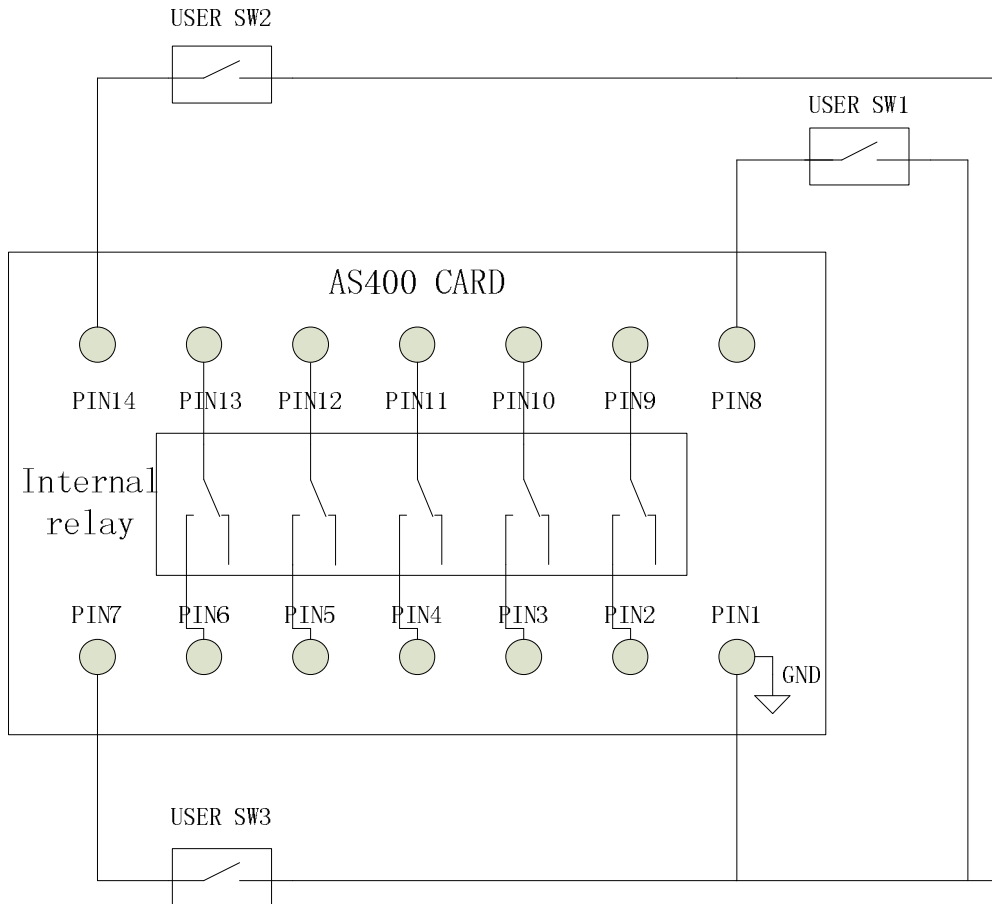 USER SW2
USER SW1
AS400 CARD
PIN14 PIN13 PIN12 PIN11 PIN10 PIN9 PIN8
Internal
relay
PIN7 PIN6 PIN5 PIN4 PIN3 PIN2 PIN1
GND
USER SW3